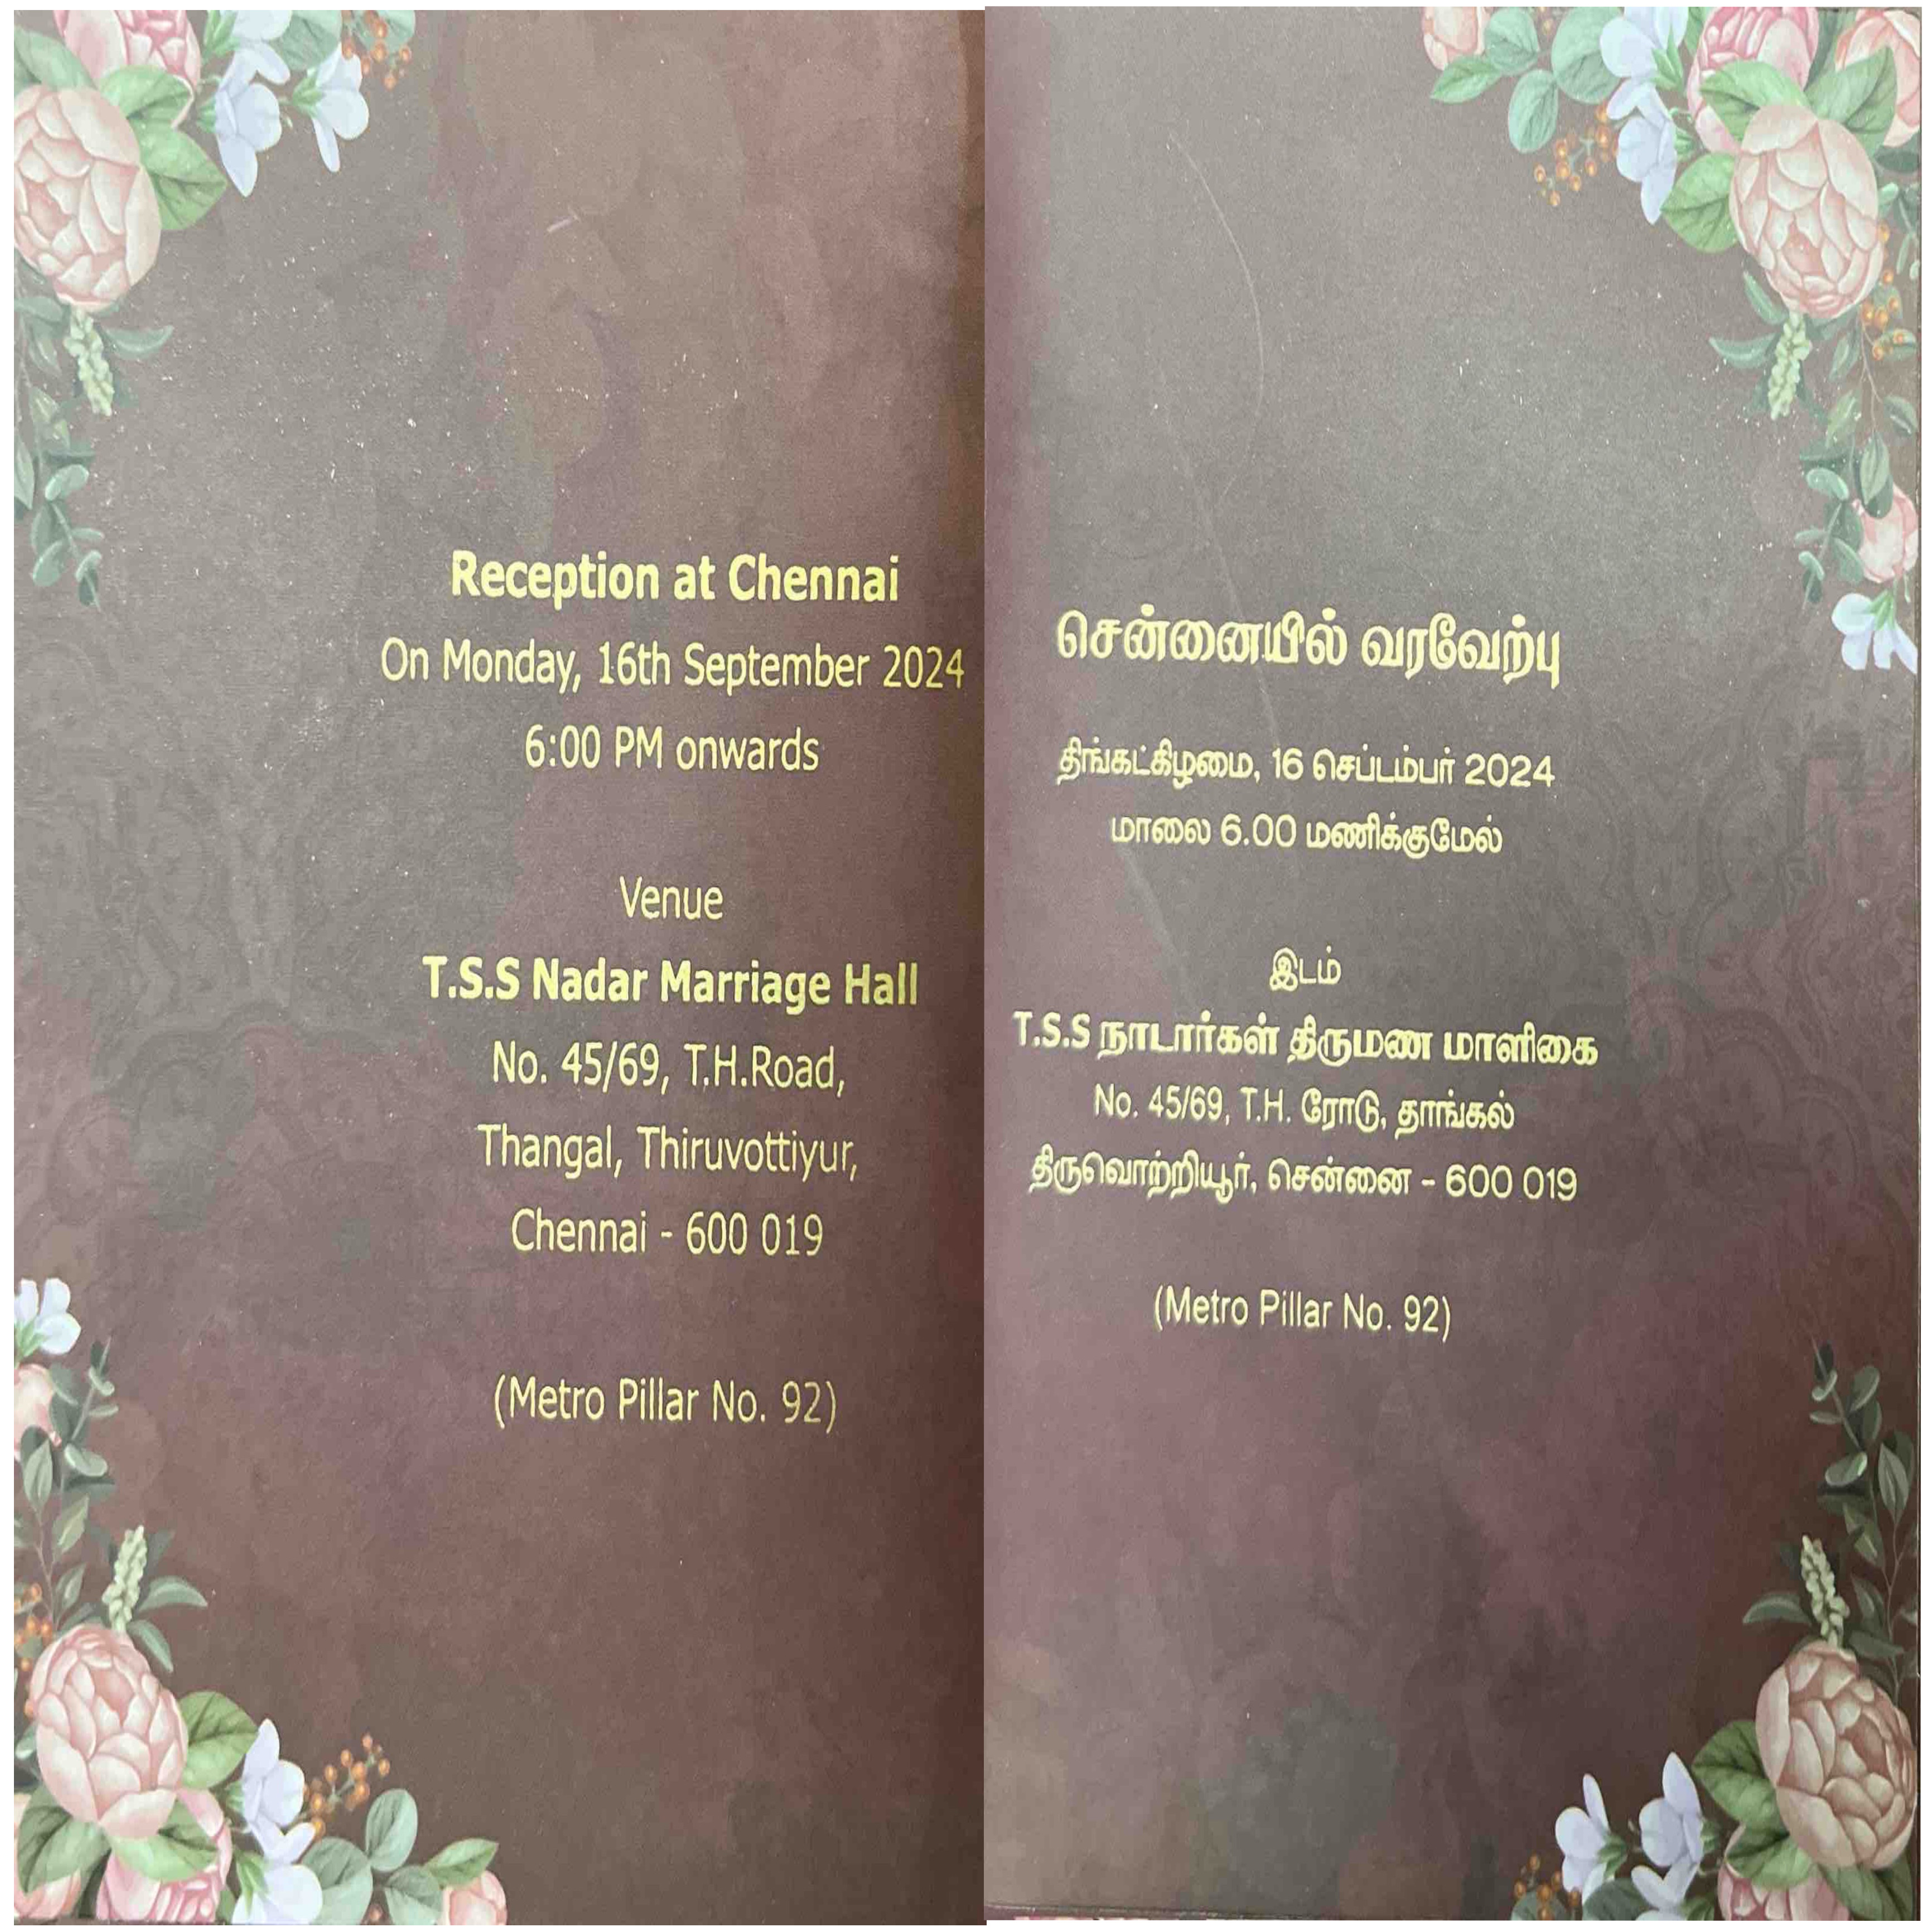 Reception at Chennai
On Monday, 16th September 2024
6:00 PM onwards
Venue
T.S.S Nadar Marriage Hall
No. 45/69, T.H.Road,
Thangal, Thiruvottiyur,
Chennai - 600 019
(Metro Pillar No. 92)
சென்னையில் வரவேற்பு
திங்கட்கிழமை, 16 செப்டம்பர் 2024
மாலை 6.00 மணிக்குமேல்
இடம்
T.S.S நாடார்கள் திருமண மாளிகை
No. 45/69, T.H. ரோடு, தாங்கல்
திருவொற்றியூர், சென்னை - 600 019
(Metro Pillar No. 92)